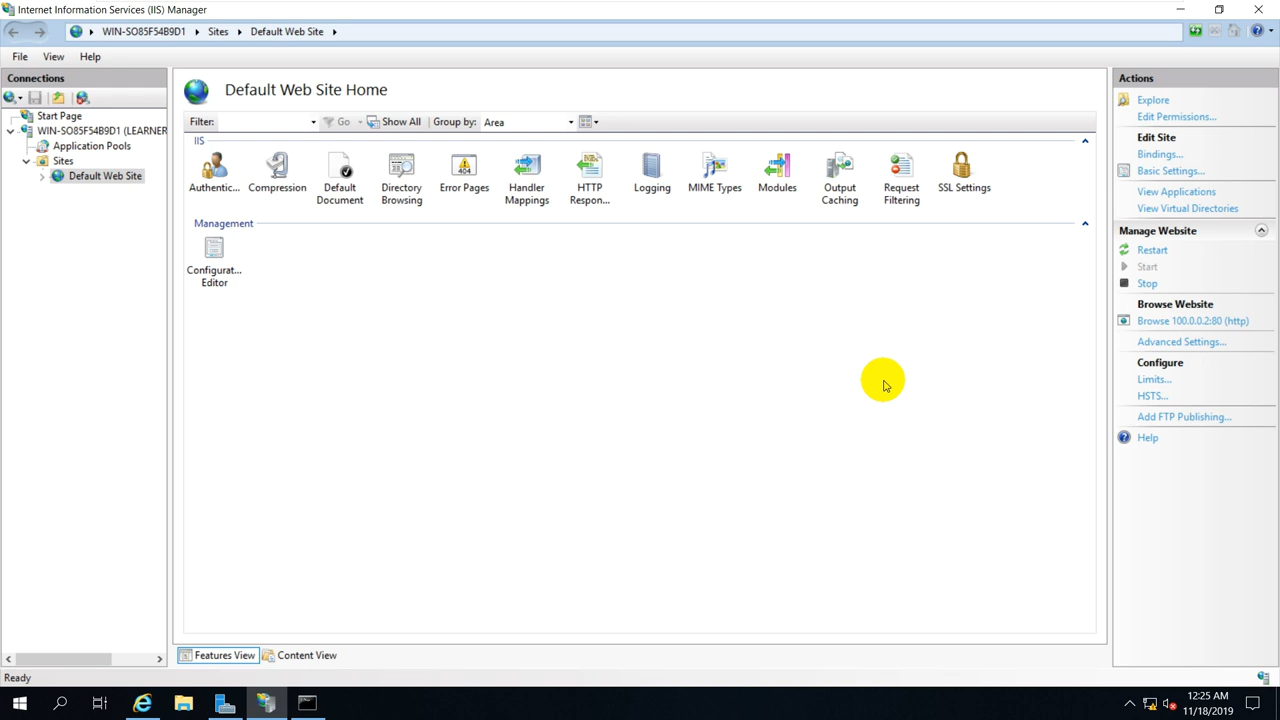 Internet Information Services (IIS) Manager
WIN-SO85F54B9D1 Sites Default Web Site
File View Help
Connections
Start Page
WIN-SO85F54B9D1 (LEARNER
Application Pools
Sites
Default Web Site
Default Web Site Home
Filter: Go Show All Group by: Area
IIS
Authentic... Compression Default Document Directory Browsing Error Pages Handler Mappings HTTP Respon... Logging MIME Types Modules Output Caching Request Filtering SSL Settings
Management
Configurat... Editor
Features View Content View
Actions
Explore
Edit Permissions...
Edit Site
Bindings...
Basic Settings...
View Applications
View Virtual Directories
Manage Website
Restart
Start
Stop
Browse Website
Browse 100.0.0.2:80 (http)
Advanced Settings...
Configure
Limits...
HSTS...
Add FTP Publishing...
Help
Ready
12:25 AM
11/18/2019